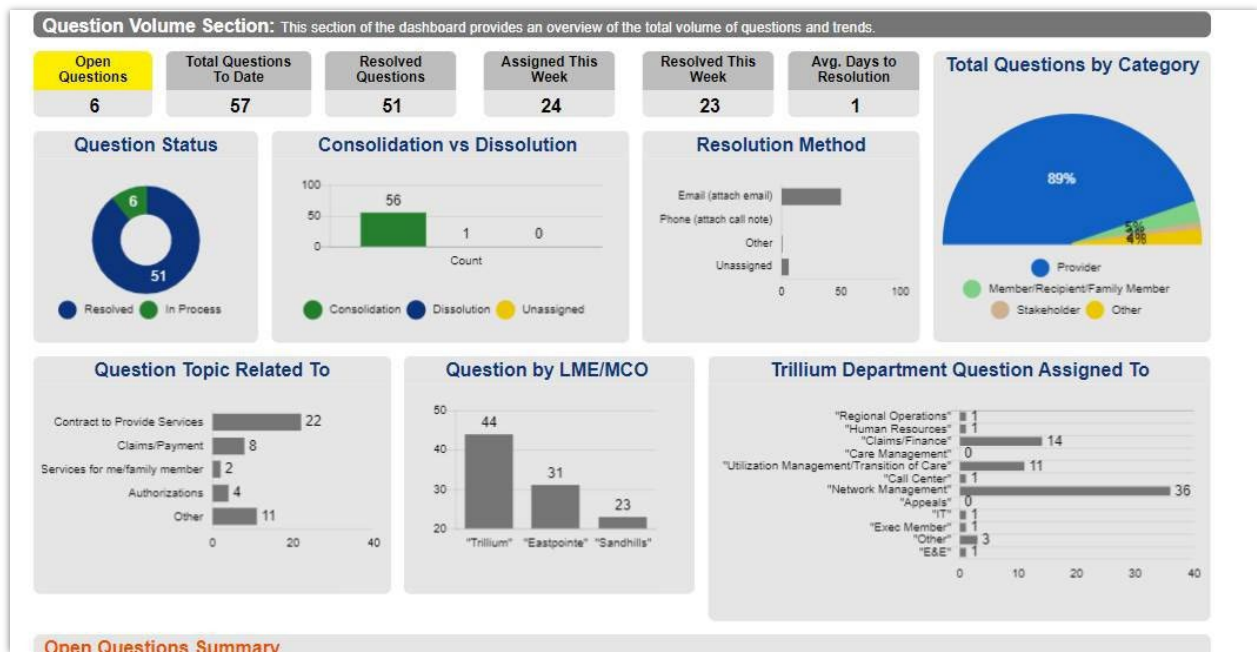 Question Volume Section: This section of the dashboard provides an overview of the total volume of questions and trends.
Open Questions
6
Total Questions To Date
57
Resolved Questions
51
Assigned This Week
24
Resolved This Week
23
Avg. Days to Resolution
1
Total Questions by Category
89%
5%
4%
Provider
Member/Recipient/Family Member
Stakeholder Other
Question Status
6
51
Resolved In Process
Consolidation vs Dissolution
100
50
0
56
1
0
Count
Consolidation Dissolution Unassigned
Resolution Method
Email (attach email)
Phone (attach call note)
Other
Unassigned
0 50 100
Question Topic Related To
Contract to Provide Services 22
Claims/Payment 8
Services for me/family member 2
Authorizations 4
Other 11
0 20 40
Question by LME/MCO
50
40
30
20
44
31
23
"Trillium" "Eastpointe" "Sandhills"
Trillium Department Question Assigned To
"Regional Operations" 1
"Human Resources" 1
"Claims/Finance" 14
"Care Management" 0
"Utilization Management/Transition of Care" 11
"Call Center" 1
"Network Management" 36
"Appeals" 0
"IT" 1
"Exec Member" 1
"Other" 3
"E&E" 1
0 10 20 30 40
Open Questions Summary